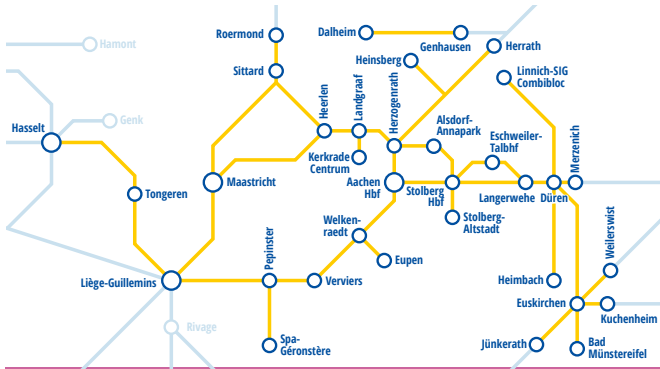 Roermond
Dalheim
Hamont
Genhausen
Herrath
Heinsberg
Sittard
Linnich-SIG
Combibloc
Heerlen
Landgraaf
Herzogenrath
Genk
Alsdorf-
Annapark
Hasselt
Eschweiler-
Talbhf
Merzenich
Kerkrade
Centrum
Maastricht
Aachen
Hbf
Stolberg
Hbf
Langerwehe
Düren
Tongeren
Stolberg-
Altstadt
Welken-
raedt
Weilerswist
Eupen
Pepinster
Liège-Guillemins
Verviers
Heimbach
Euskirchen
Kuchenheim
Rivage
Spa-
Géronstère
Jünkerath
Bad
Münstereifel